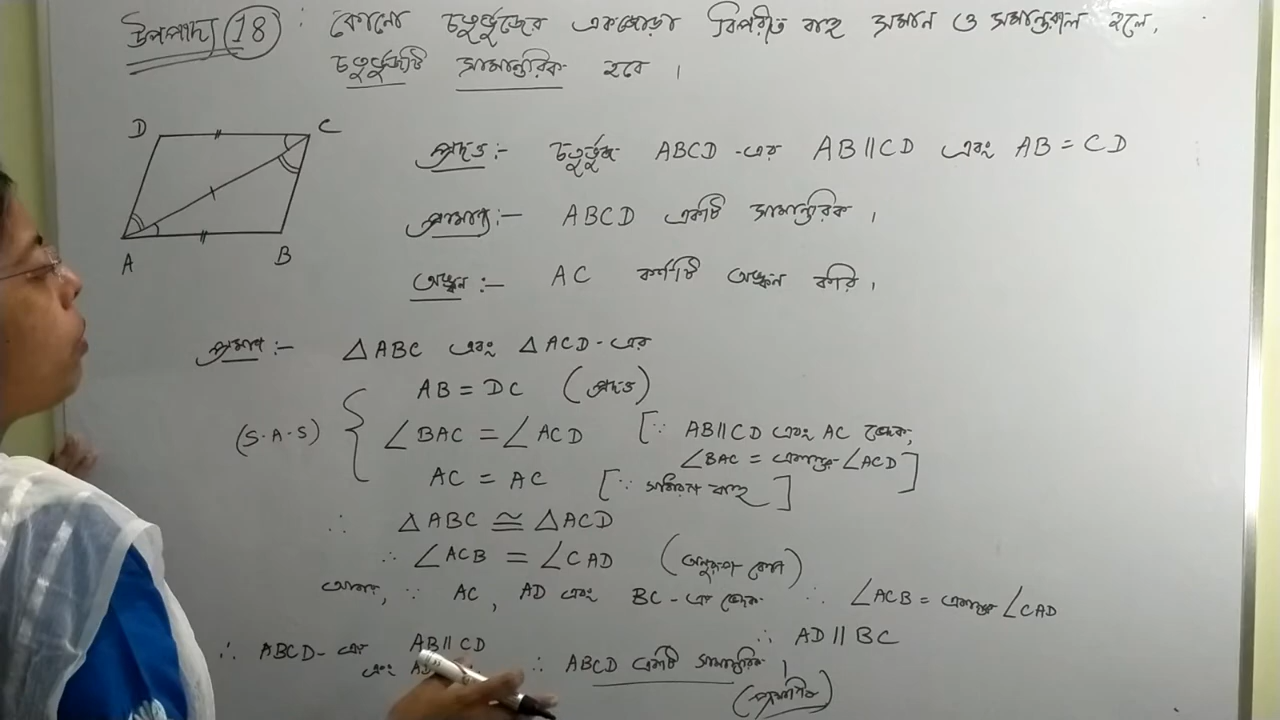 উপপাদ্য 18 : কোনো চতুর্ভুজের একজোড়া বিপরীত বাহু সমান ও সমান্তরাল হলে,
চতুর্ভুজটি সামান্তরিক হবে ।
D C
A B
প্রদত্ত :- চতুর্ভুজ ABCD -এর AB||CD এবং AB = CD
প্রামাণ্য :- ABCD একটি সামান্তরিক ।
অঙ্কন :- AC কর্ণটি অঙ্কন করি ।
প্রমাণ :- △ABC এবং △ACD-এর
AB = DC (প্রদত্ত)
(S.A.S) ∠BAC = ∠ACD [∵ AB||CD এবং AC ছেদক,
∠BAC = একান্তর ∠ACD]
AC = AC [∵ সাধারণ বাহু]
∴ △ABC ≅ △ACD
∴ ∠ACB = ∠CAD (অনুরূপ কোণ)
আবার, ∵ AC, AD এবং BC-এর ছেদক ∴ ∠ACB = একান্তর ∠CAD
∴ AD || BC
∴ ABCD-এর AB|| CD
এবং ∴ ABCD একটি সামান্তরিক ।
(প্রমাণিত)